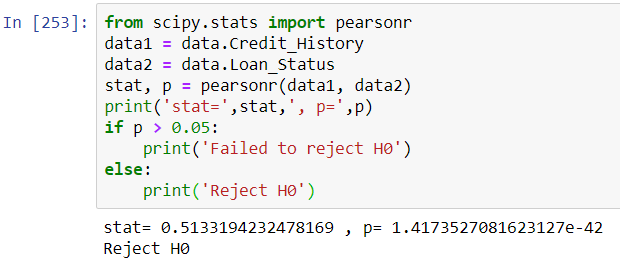 In [253]: from scipy.stats import pearsonr
data1 = data.Credit_History
data2 = data.Loan_Status
stat, p = pearsonr(data1, data2)
print('stat=',stat,', p=',p)
if p > 0.05:
    print('Failed to reject H0')
else:
    print('Reject H0')
stat= 0.5133194232478169 , p= 1.4173527081623127e-42
Reject H0